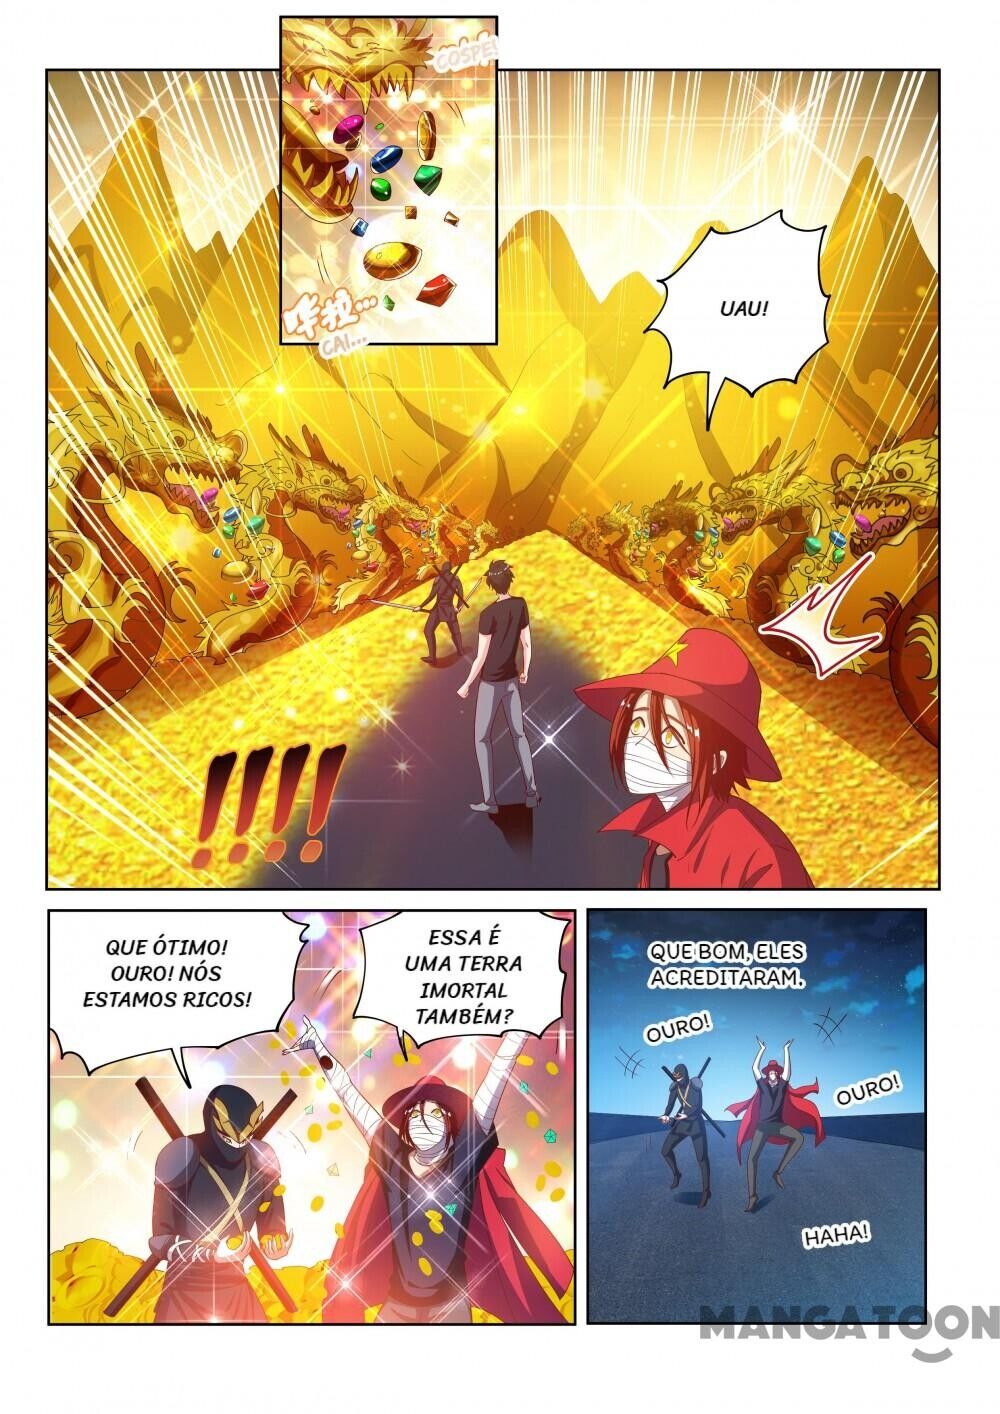 COSPE!
哗啦...
CAI...
UAU!
!!!!
QUE ÓTIMO!
OURO! NÓS
ESTAMOS RICOS!
ESSA É
UMA TERRA
IMORTAL
TAMBÉM?
QUE BOM, ELES
ACREDITARAM.
OURO!
OURO!
HAHA!
MANGATOON